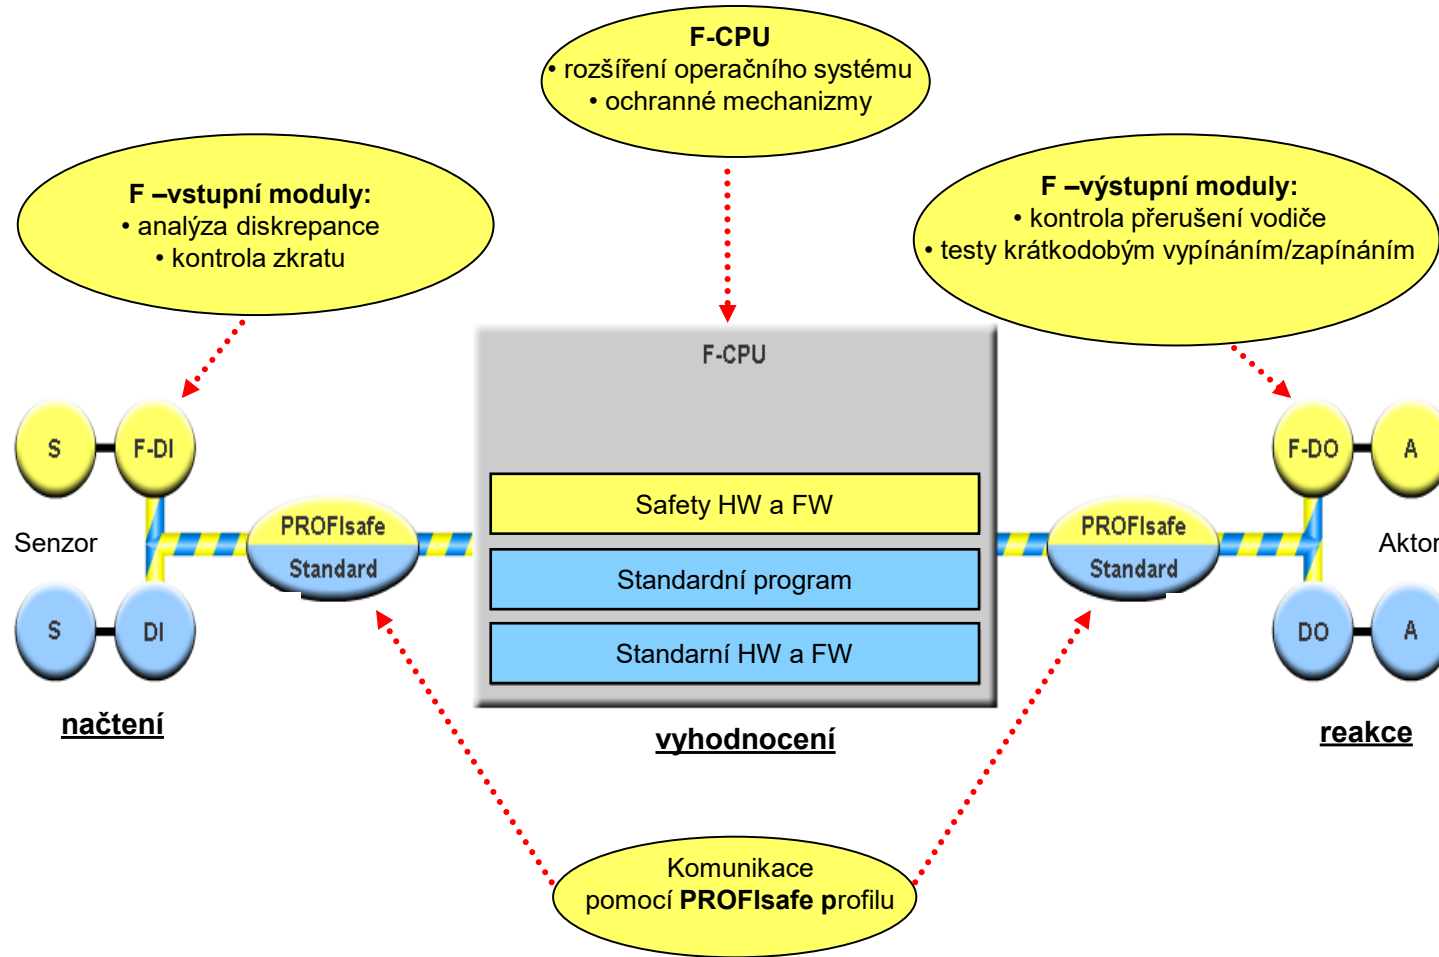 F-CPU
• rozšíření operačního systému
• ochranné mechanizmy
F –vstupní moduly:
• analýza diskrepance
• kontrola zkratu
F –výstupní moduly:
• kontrola přerušení vodiče
• testy krátkodobým vypínáním/zapínáním
F-CPU
S
F-DI
F-DO
A
Safety HW a FW
PROFIsafe
Standard
PROFIsafe
Standard
Senzor
Aktor
Standardní program
S
DI
Standarní HW a FW
DO
A
načtení
vyhodnocení
reakce
Komunikace
pomocí PROFIsafe profilu